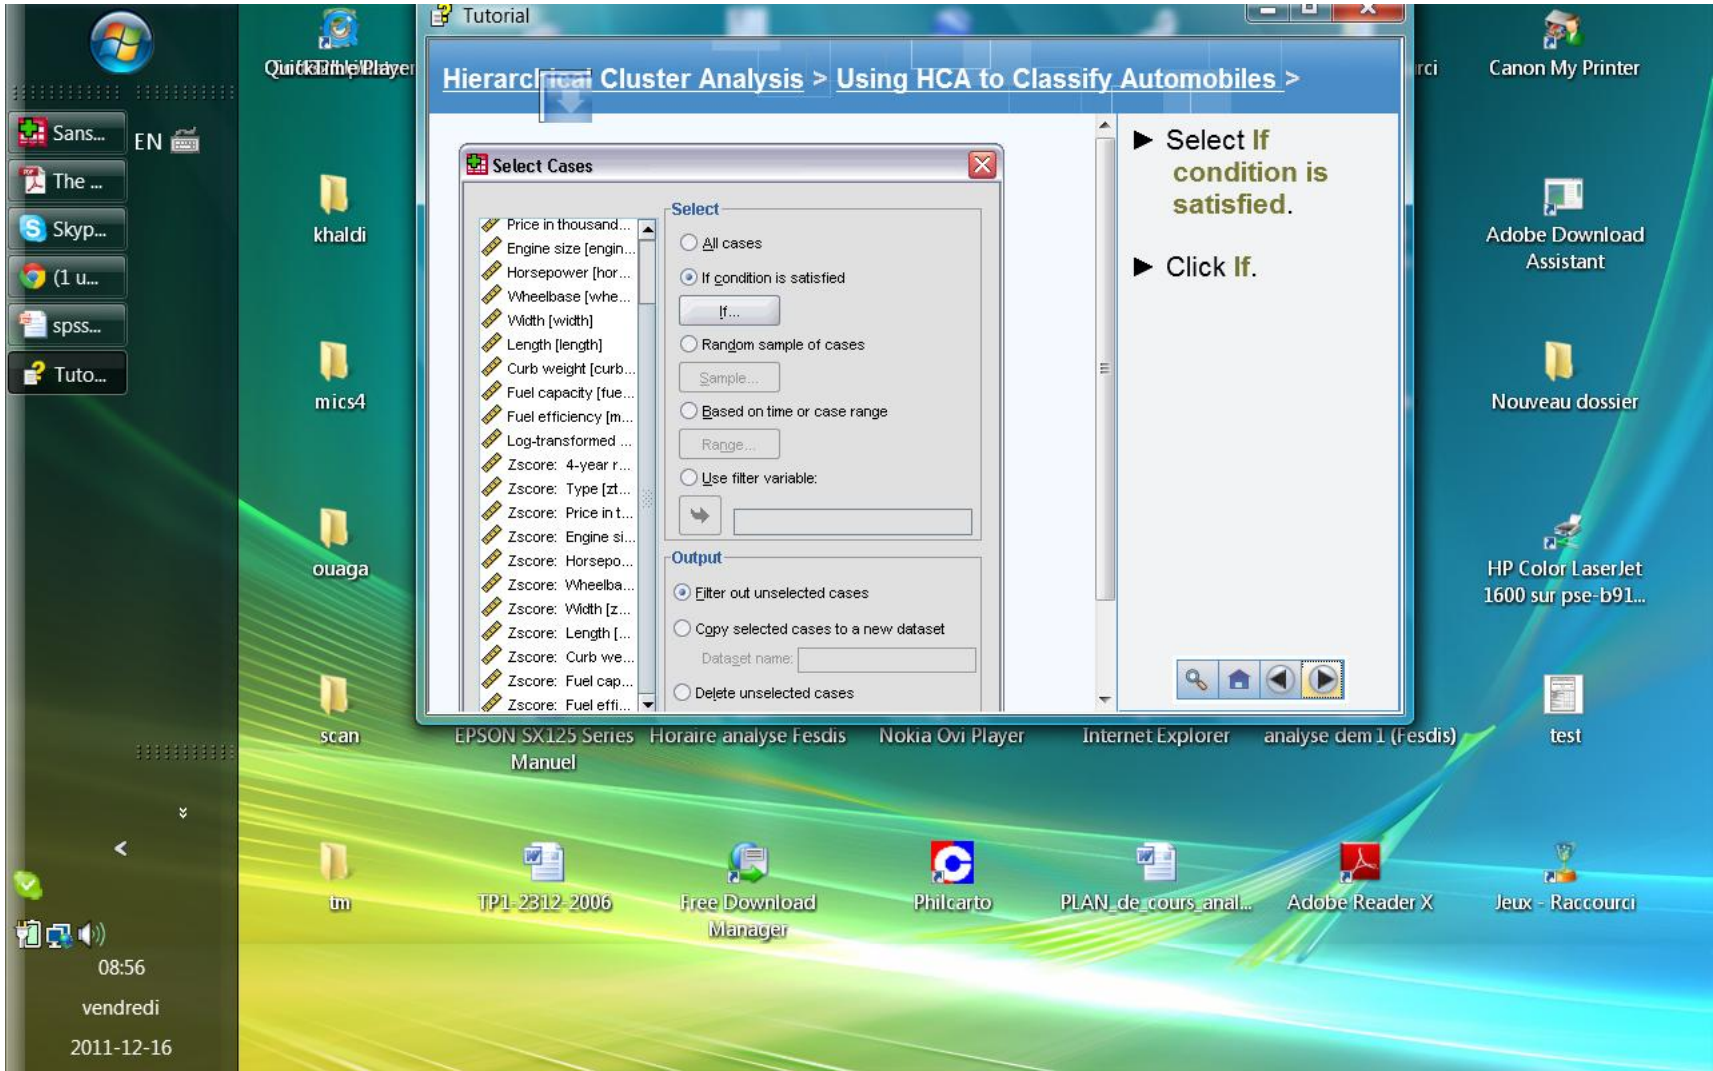 Tutorial
Hierarchical Cluster Analysis > Using HCA to Classify Automobiles >
Select Cases
Price in thousand...
Engine size [engin...
Horsepower [hor...
Wheelbase [whe...
Width [width]
Length [length]
Curb weight [curb...
Fuel capacity [fue...
Fuel efficiency [m...
Log-transformed ...
Zscore: 4-year r...
Zscore: Type [zt...
Zscore: Price in t...
Zscore: Engine si...
Zscore: Horsepo...
Zscore: Wheelba...
Zscore: Width [z...
Zscore: Length [...
Zscore: Curb we...
Zscore: Fuel cap...
Zscore: Fuel effi...
Select
All cases
If condition is satisfied
If...
Random sample of cases
Sample...
Based on time or case range
Range...
Use filter variable:
Output
Filter out unselected cases
Copy selected cases to a new dataset
Dataset name:
Delete unselected cases
► Select If
condition is
satisfied.
► Click If.
Sans...
EN
The ...
Skyp...
(1 u...
spss...
Tuto...
08:56
vendredi
2011-12-16
khaldi
mics4
ouaga
scan
tm
EPSON SX125 Series
Manuel
Horaire analyse Fesdis
Nokia Ovi Player
Internet Explorer
analyse dem 1 (Fesdis)
TP1-2312-2006
Free Download
Manager
Philcarto
PLAN_de_cours_anal...
Adobe Reader X
Jeux - Raccourci
Canon My Printer
Adobe Download
Assistant
Nouveau dossier
HP Color LaserJet
1600 sur pse-b91...
test